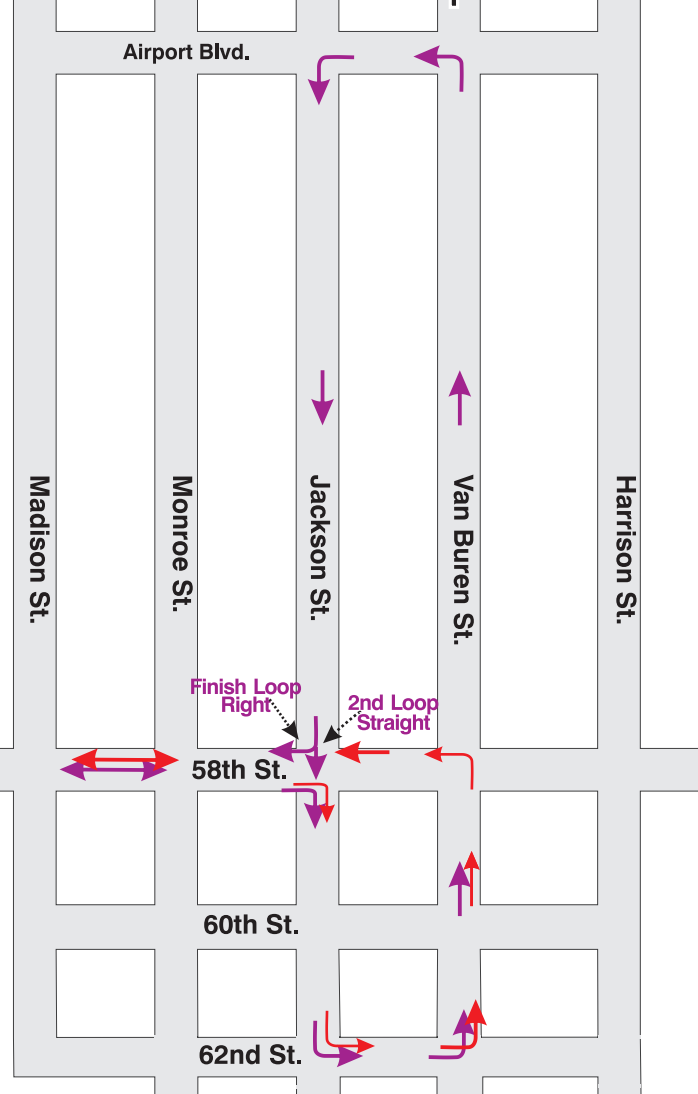 Airport Blvd.
Madison St.
Monroe St.
Jackson St.
Van Buren St.
Harrison St.
Finish Loop
Right
2nd Loop
Straight
58th St.
60th St.
62nd St.